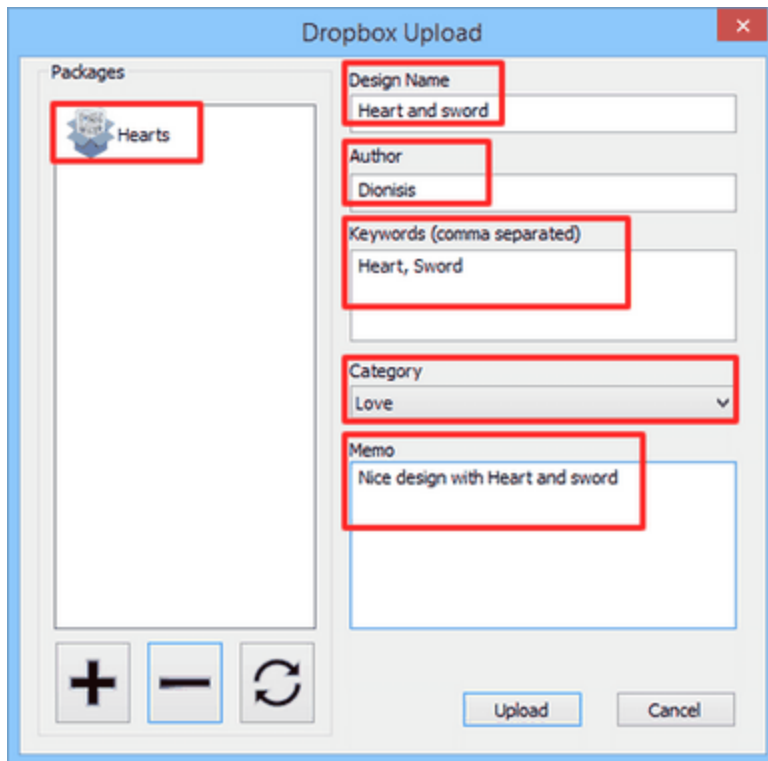 Dropbox Upload
Packages
Hearts
Design Name
Heart and sword
Author
Dionisis
Keywords (comma separated)
Heart, Sword
Category
Love
Memo
Nice design with Heart and sword
Upload
Cancel